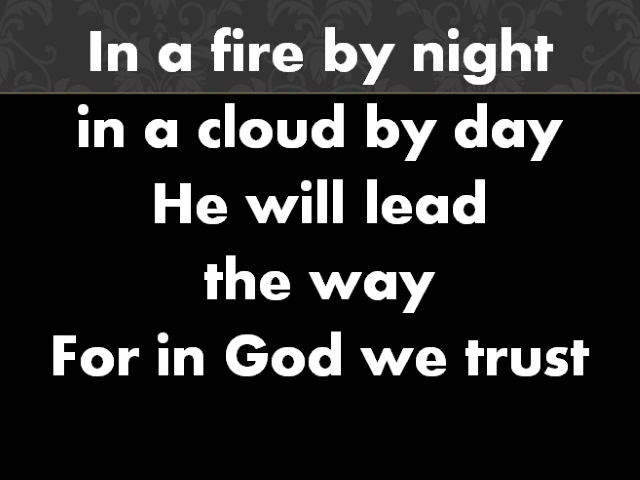 In a fire by night
in a cloud by day
He will lead
the way
For in God we trust